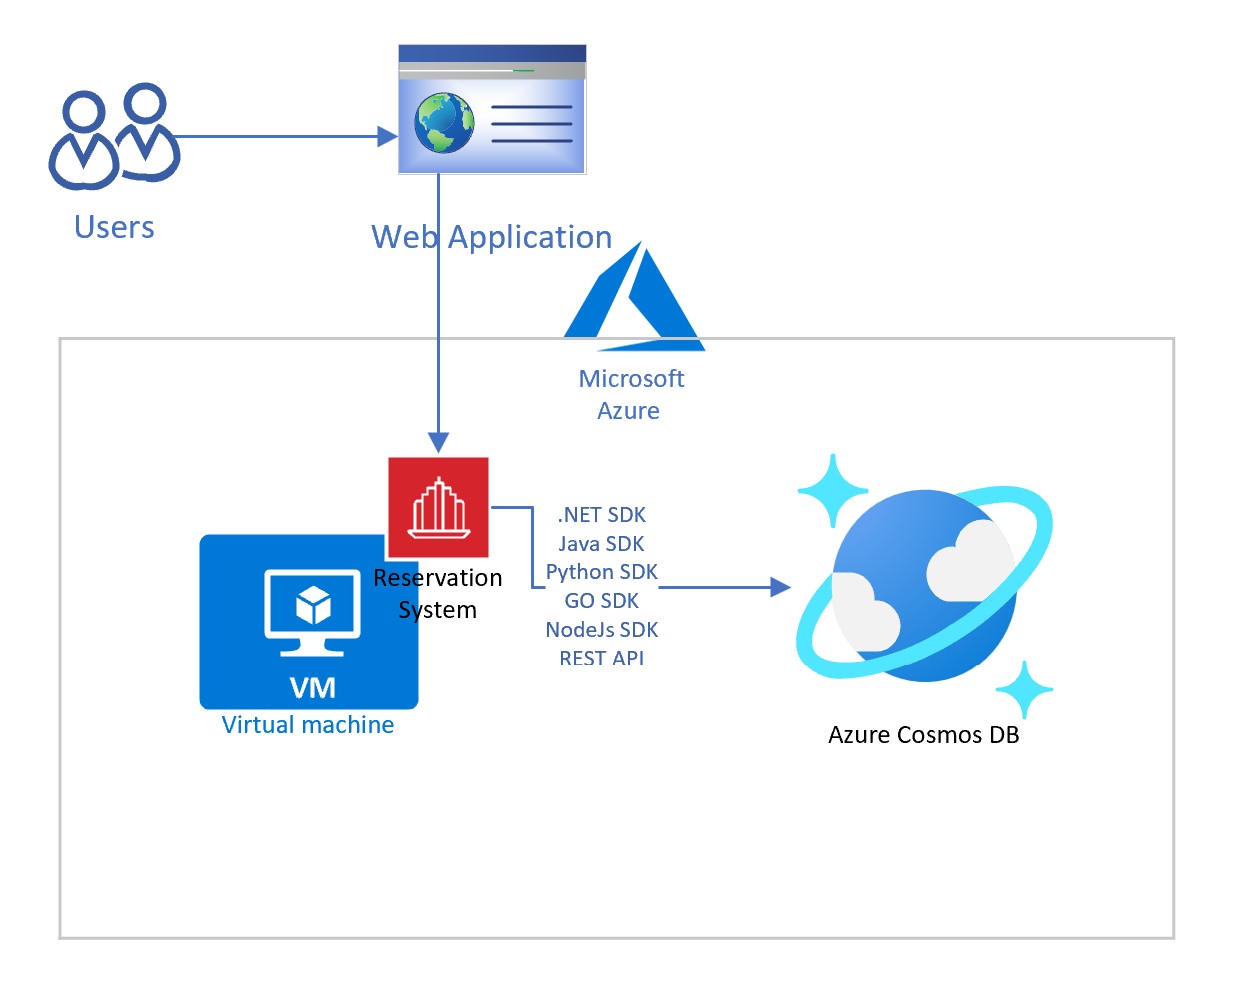 Users
Web Application
Microsoft
Azure
.NET SDK
Java SDK
Python SDK
GO SDK
NodeJs SDK
REST API
Reservation
System
VM
Virtual machine
Azure Cosmos DB